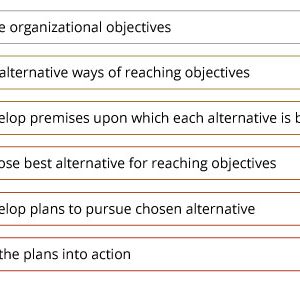 e organizational objectives
alternative ways of reaching objectives
elop premises upon which each alternative is b
ose best alternative for reaching objectives
elop plans to pursue chosen alternative
the plans into action